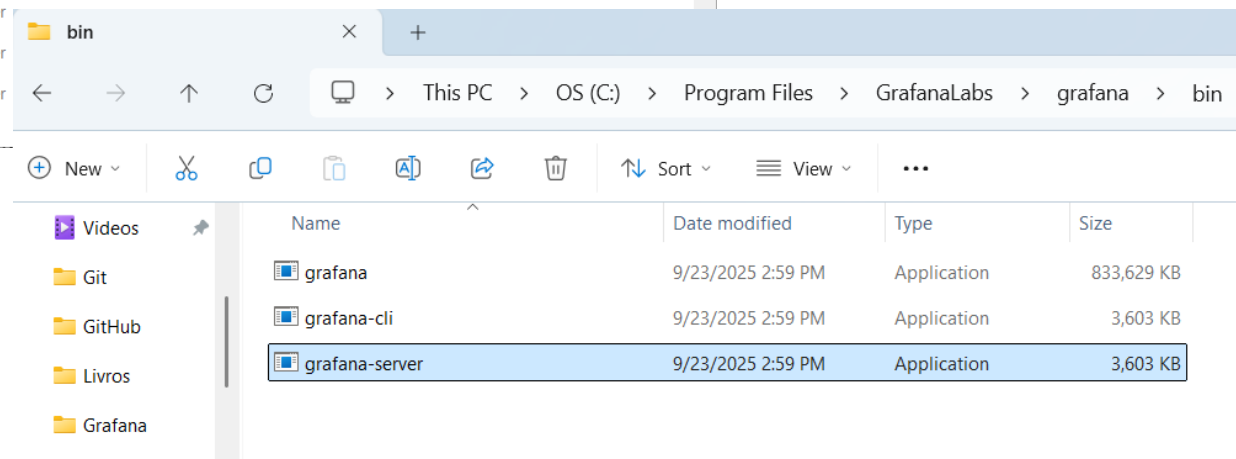 bin
This PC > OS (C:) > Program Files > GrafanaLabs > grafana > bin
New Sort View
Name Date modified Type Size
Videos
Git
GitHub
Livros
Grafana
grafana 9/23/2025 2:59 PM Application 833,629 KB
grafana-cli 9/23/2025 2:59 PM Application 3,603 KB
grafana-server 9/23/2025 2:59 PM Application 3,603 KB